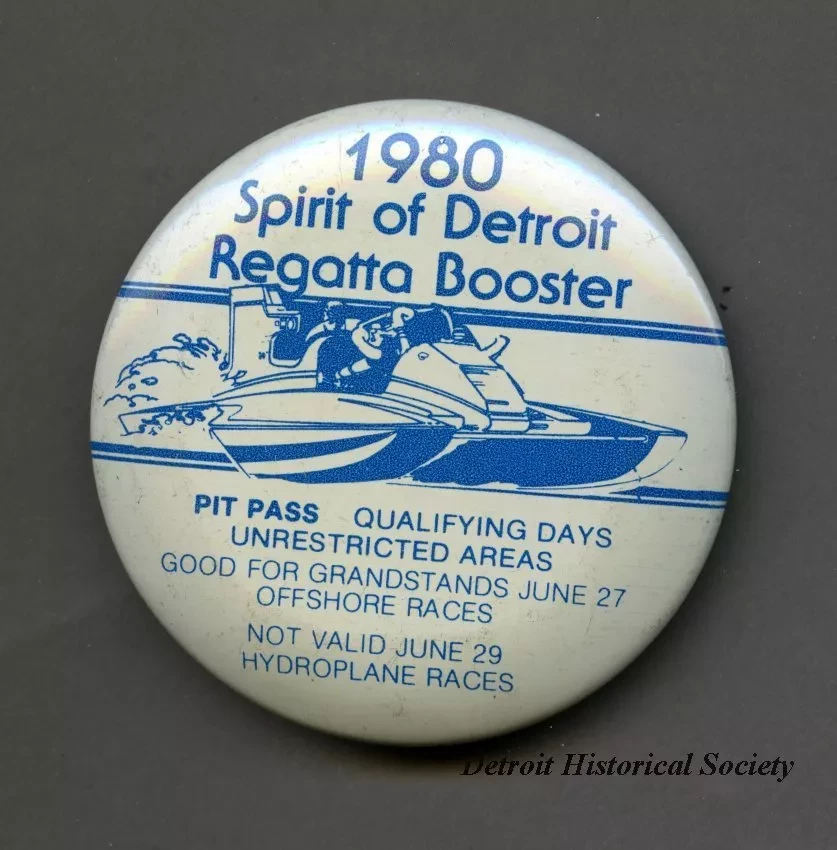 1980
Spirit of Detroit
Regatta Booster
PIT PASS QUALIFYING DAYS
UNRESTRICTED AREAS
GOOD FOR GRANDSTANDS JUNE 27
OFFSHORE RACES
NOT VALID JUNE 29
HYDROPLANE RACES
Detroit Historical Society